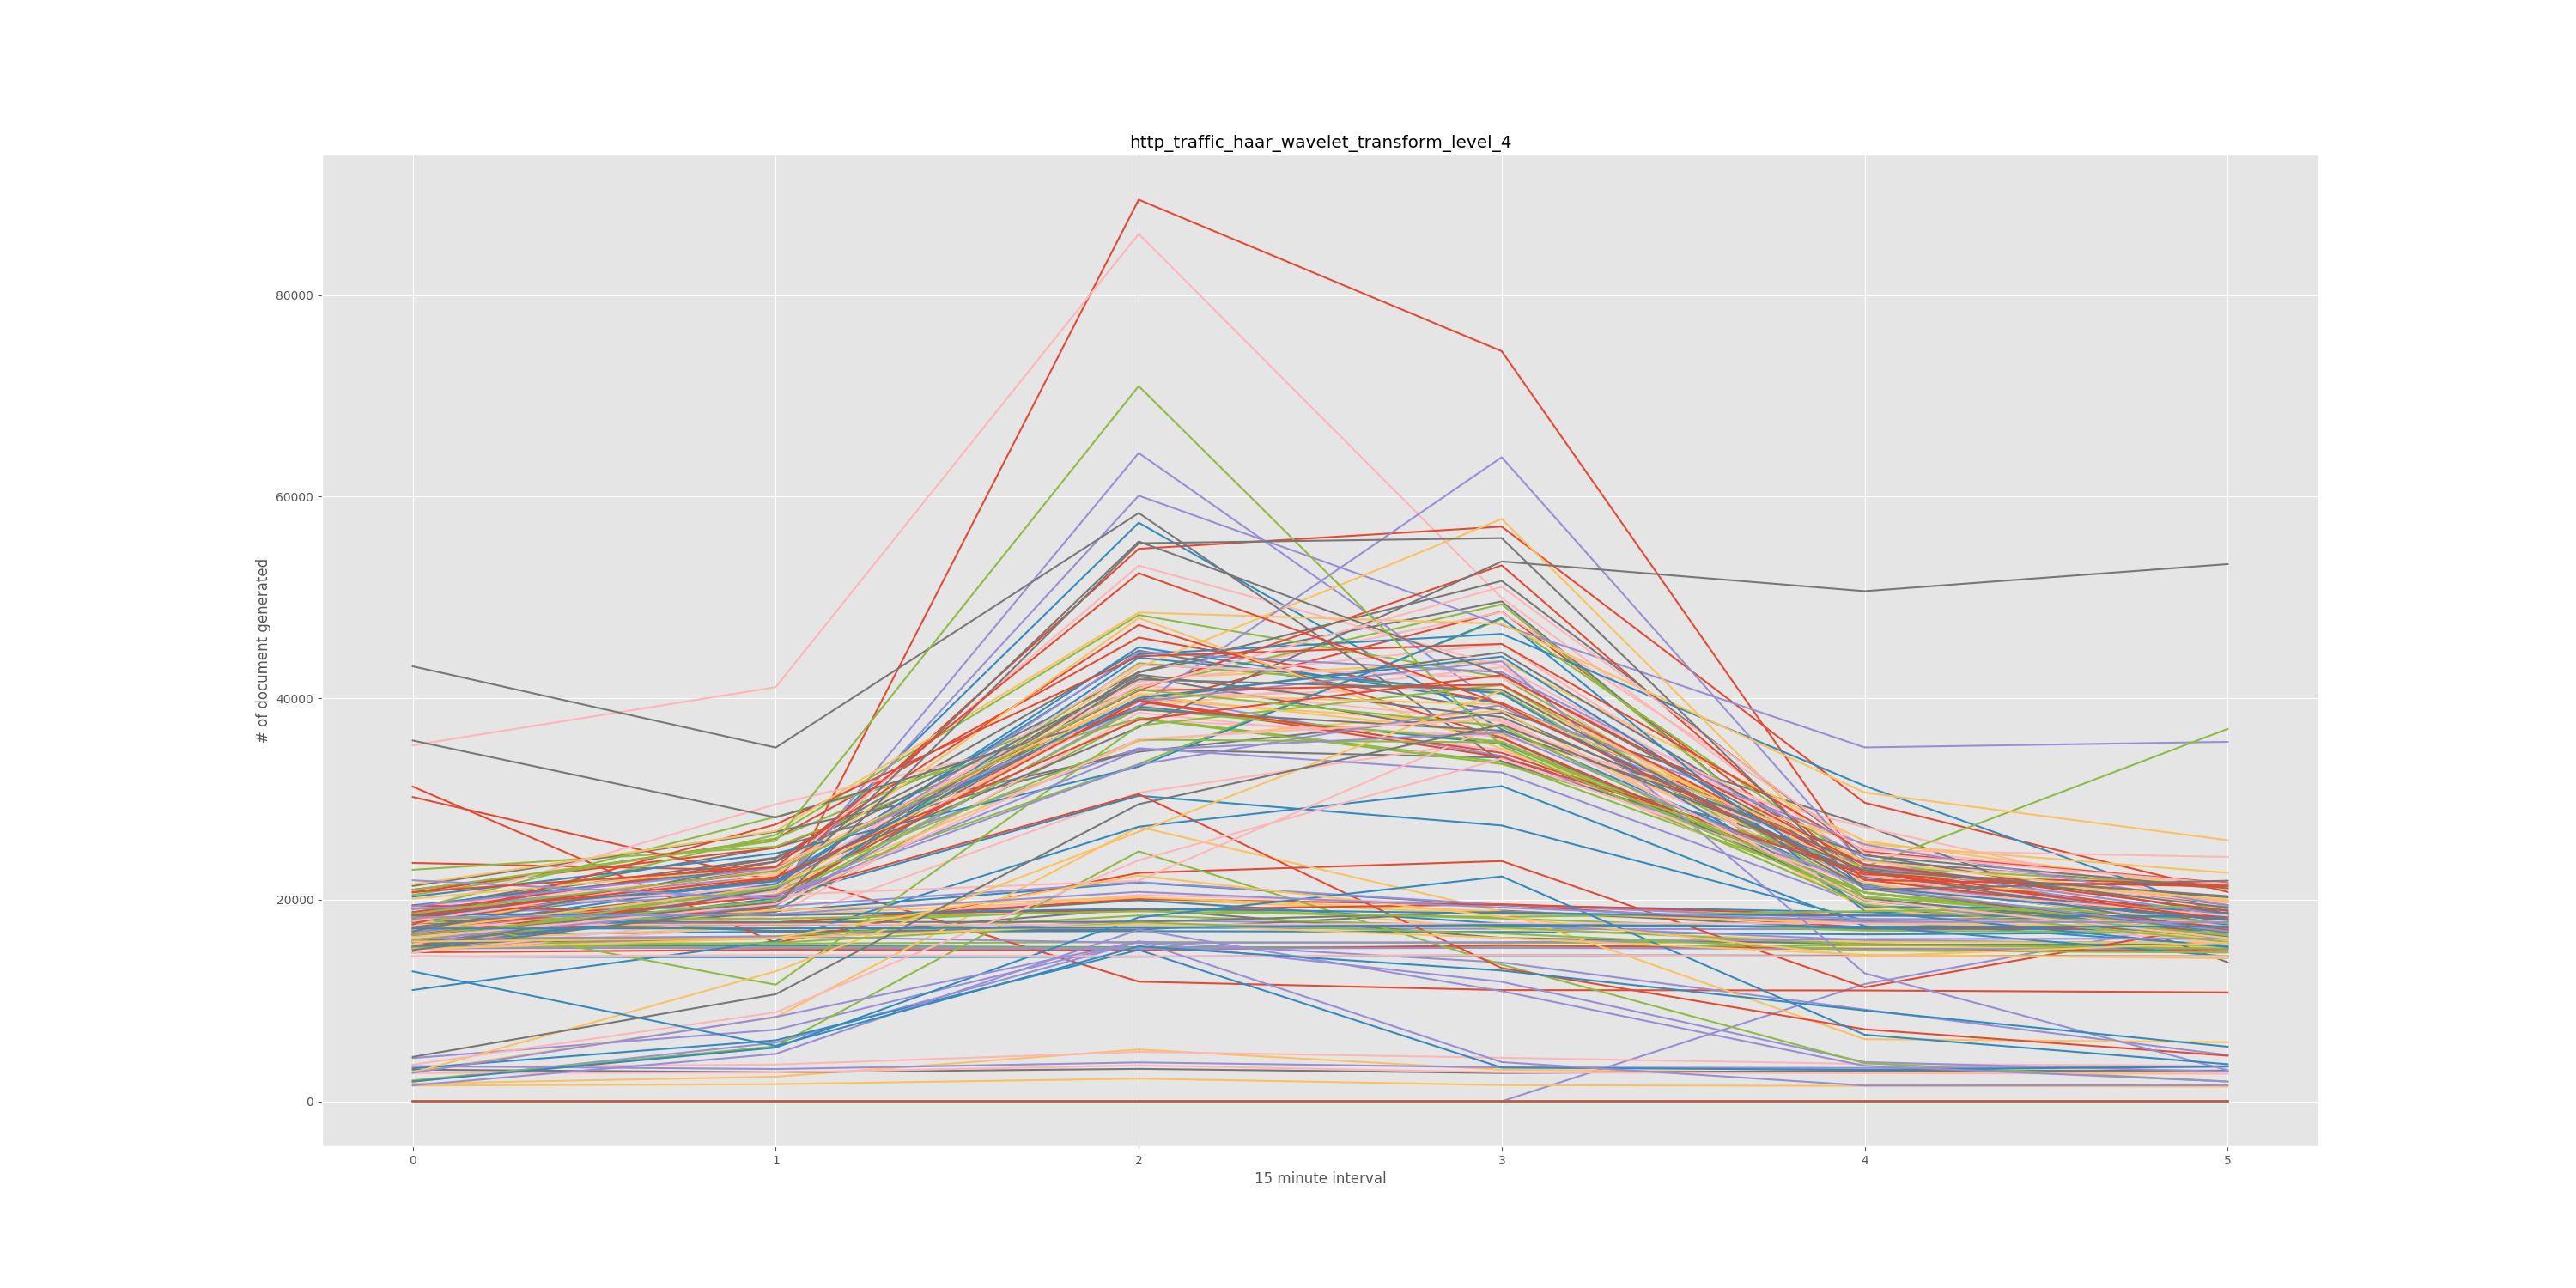 http_traffic_haar_wavelet_transform_level_4
# of document generated
80000
60000
40000
20000
0
0 1 2 3 4 5
15 minute interval